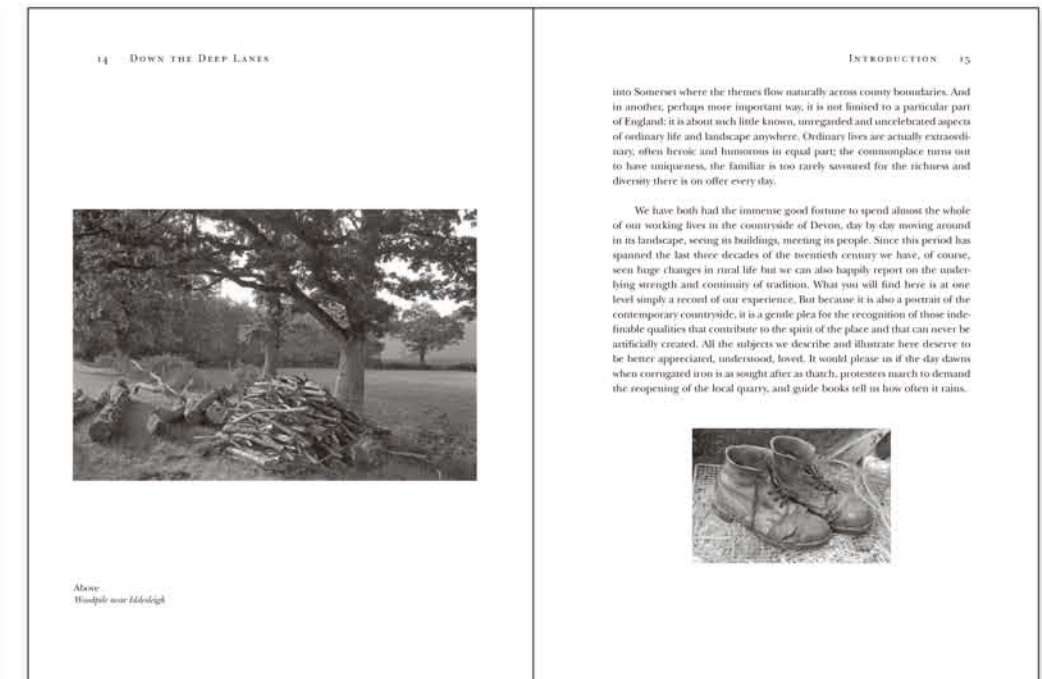 14 DOWN THE DEEP LANES
Above
Woodpile near Iddesleigh
INTRODUCTION 15
into Somerset where the themes flow naturally across county boundaries. And
in another, perhaps more important way, it is not limited to a particular part
of England: it is about such little known, unregarded and uncelebrated aspects
of ordinary life and landscape anywhere. Ordinary lives are actually extraordi-
nary, often heroic and humorous in equal part; the commonplace turns out
to have uniqueness, the familiar is too rarely savoured for the richness and
diversity there is on offer every day.
We have both had the immense good fortune to spend almost the whole
of our working lives in the countryside of Devon, day by day moving around
in its landscape, seeing its buildings, meeting its people. Since this period has
spanned the last three decades of the twentieth century we have, of course,
seen huge changes in rural life but we can also happily report on the under-
lying strength and continuity of tradition. What you will find here is at one
level simply a record of our experience. But because it is also a portrait of the
contemporary countryside, it is a gentle plea for the recognition of those inde-
finable qualities that contribute to the spirit of the place and that can never be
artificially created. All the subjects we describe and illustrate here deserve to
be better appreciated, understood, loved. It would please us if the day dawns
when corrugated iron is as sought after as thatch, protesters march to demand
the reopening of the local quarry, and guide books tell us how often it rains.